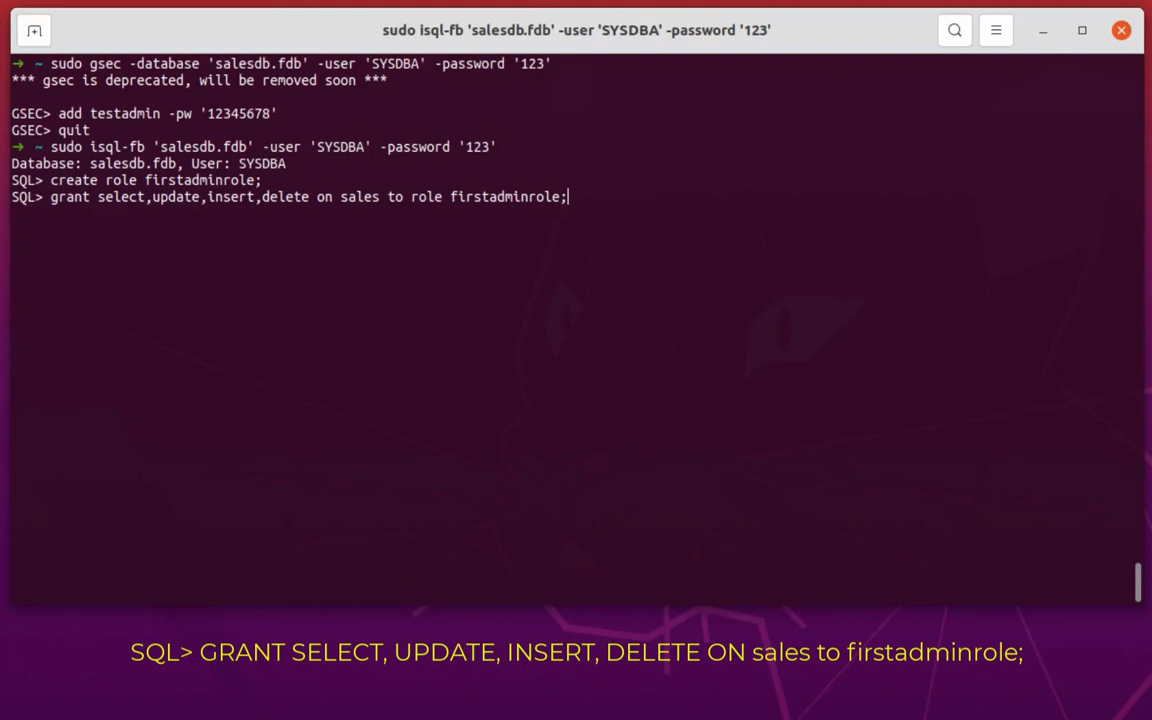 sudo isql-fb 'salesdb.fdb' -user 'SYSDBA' -password '123'
➜ ~ sudo gsec -database 'salesdb.fdb' -user 'SYSDBA' -password '123'
*** gsec is deprecated, will be removed soon ***
GSEC> add testadmin -pw '12345678'
GSEC> quit
➜ ~ sudo isql-fb 'salesdb.fdb' -user 'SYSDBA' -password '123'
Database: salesdb.fdb, User: SYSDBA
SQL> create role firstadminrole;
SQL> grant select,update,insert,delete on sales to role firstadminrole;
SQL> GRANT SELECT, UPDATE, INSERT, DELETE ON sales to firstadminrole;